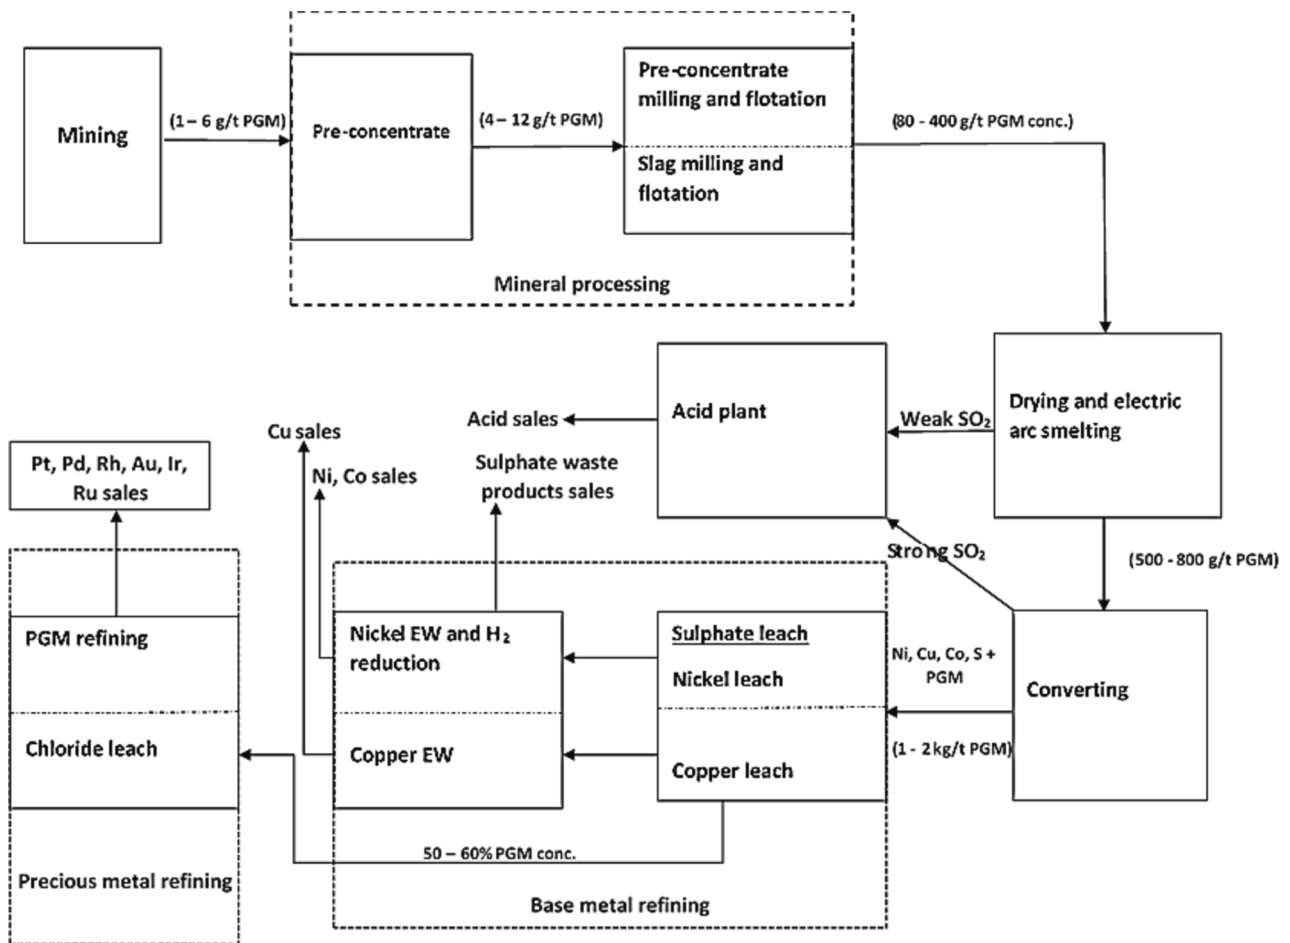 Mining
(1 – 6 g/t PGM)
Pre-concentrate
(4 – 12 g/t PGM)
Pre-concentrate
milling and flotation
Slag milling and
flotation
(80 - 400 g/t PGM conc.)
Mineral processing
Drying and electric
arc smelting
Weak SO₂
Acid plant
Acid sales
Cu sales
Ni, Co sales
Sulphate waste
products sales
Pt, Pd, Rh, Au, Ir,
Ru sales
Strong SO₂
(500 - 800 g/t PGM)
PGM refining
Chloride leach
Precious metal refining
Nickel EW and H₂
reduction
Copper EW
Sulphate leach
Nickel leach
Copper leach
Ni, Cu, Co, S +
PGM
(1 - 2 kg/t PGM)
Converting
50 – 60% PGM conc.
Base metal refining